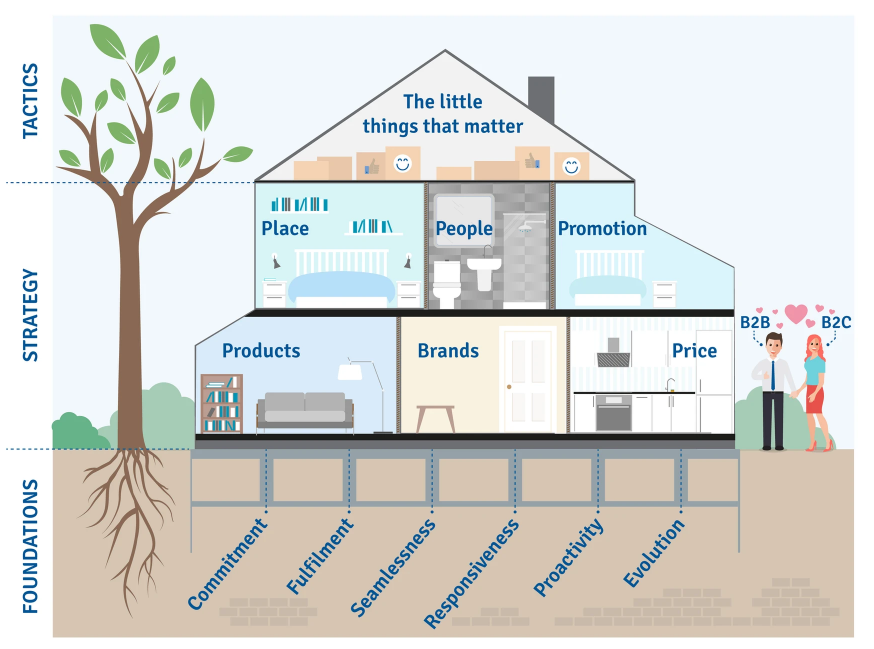 TACTICS
The little
things that matter
STRATEGY
Place
People
Promotion
Products
Brands
Price
B2B
B2C
FOUNDATIONS
Commitment
Fulfilment
Seamlessness
Responsiveness
Proactivity
Evolution